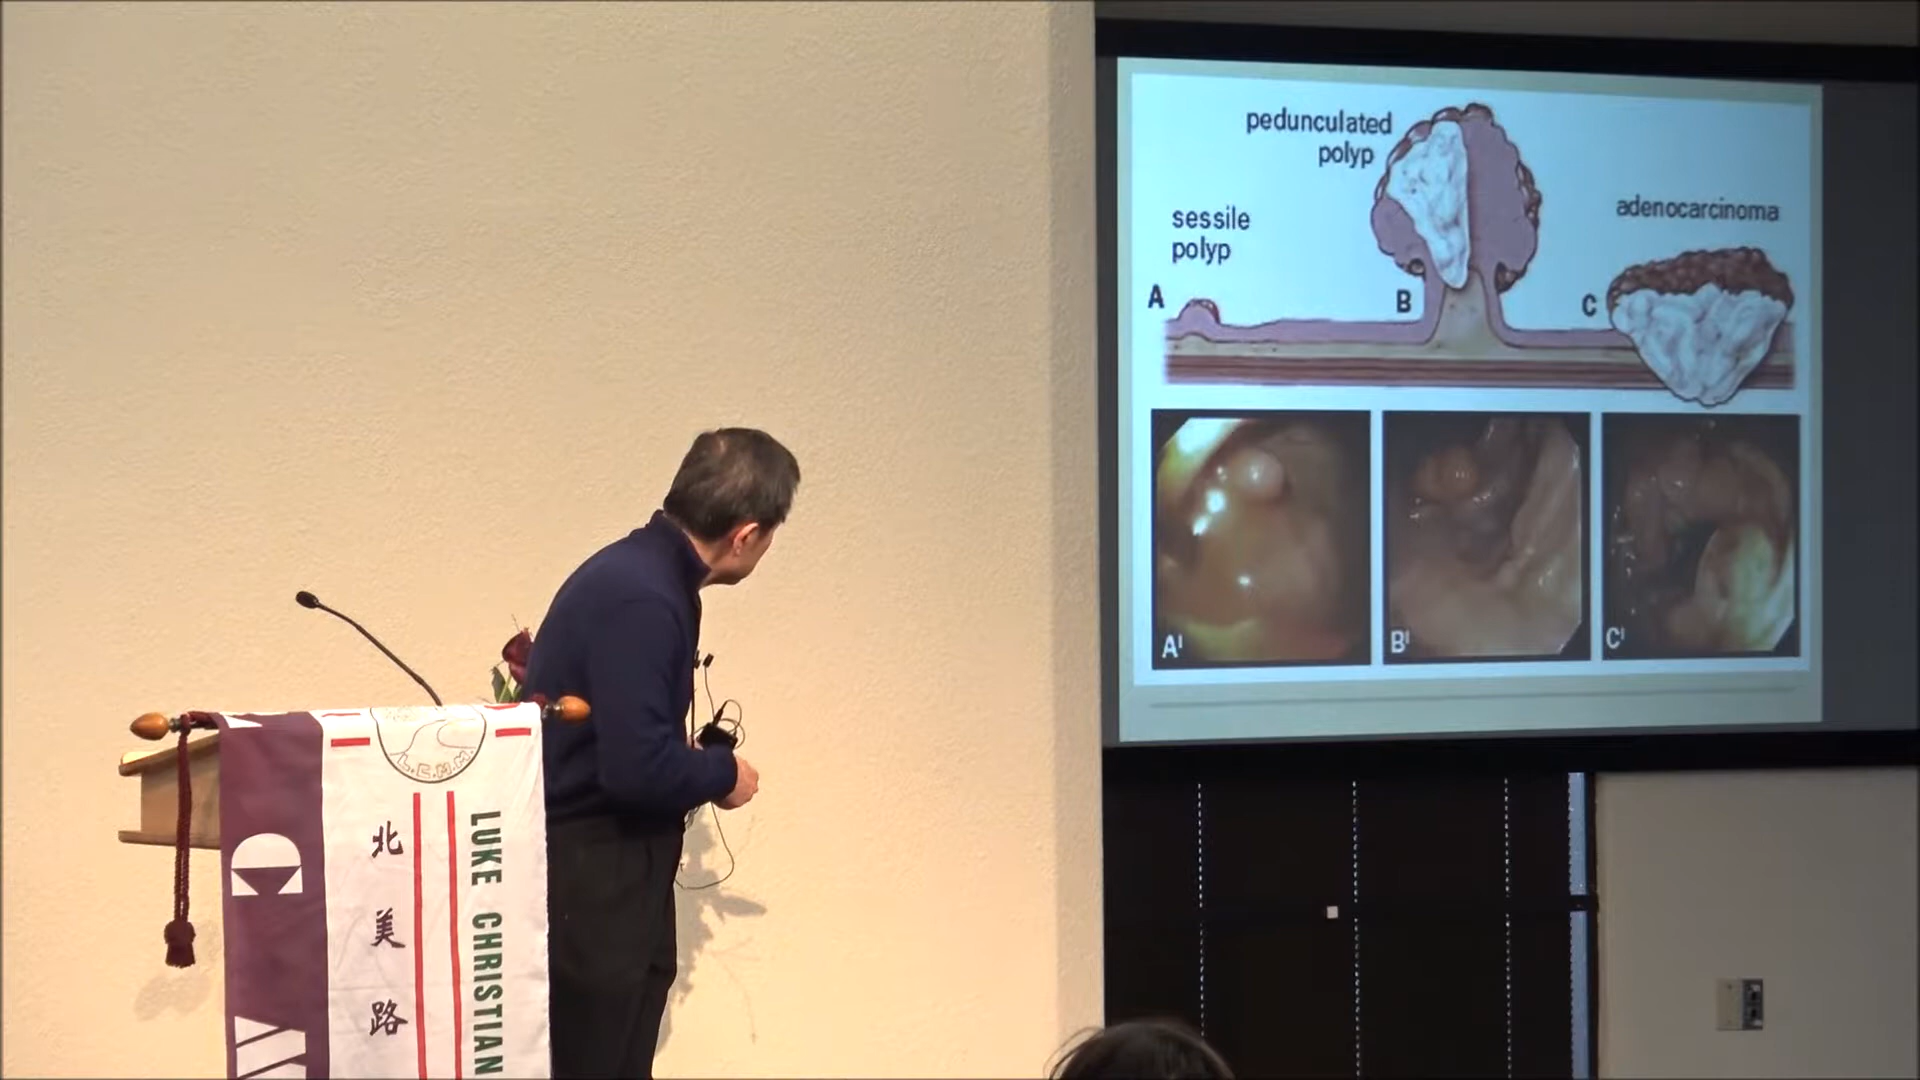 pedunculated
polyp
sessile
polyp
adenocarcinoma
A
B
C
A'
B'
C'
L.C.M.M.
北美路
LUKE CHRISTIAN